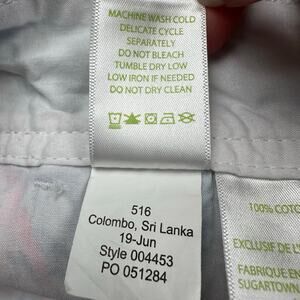 MACHINE WASH COLD
DELICATE CYCLE
SEPARATELY
DO NOT BLEACH
TUMBLE DRY LOW
LOW IRON IF NEEDED
DO NOT DRY CLEAN
516
Colombo, Sri Lanka
19-Jun
Style 004453
PO 051284
100% COTO
EXCLUSIF DE L
FABRIQUE E
SUGARTOWN